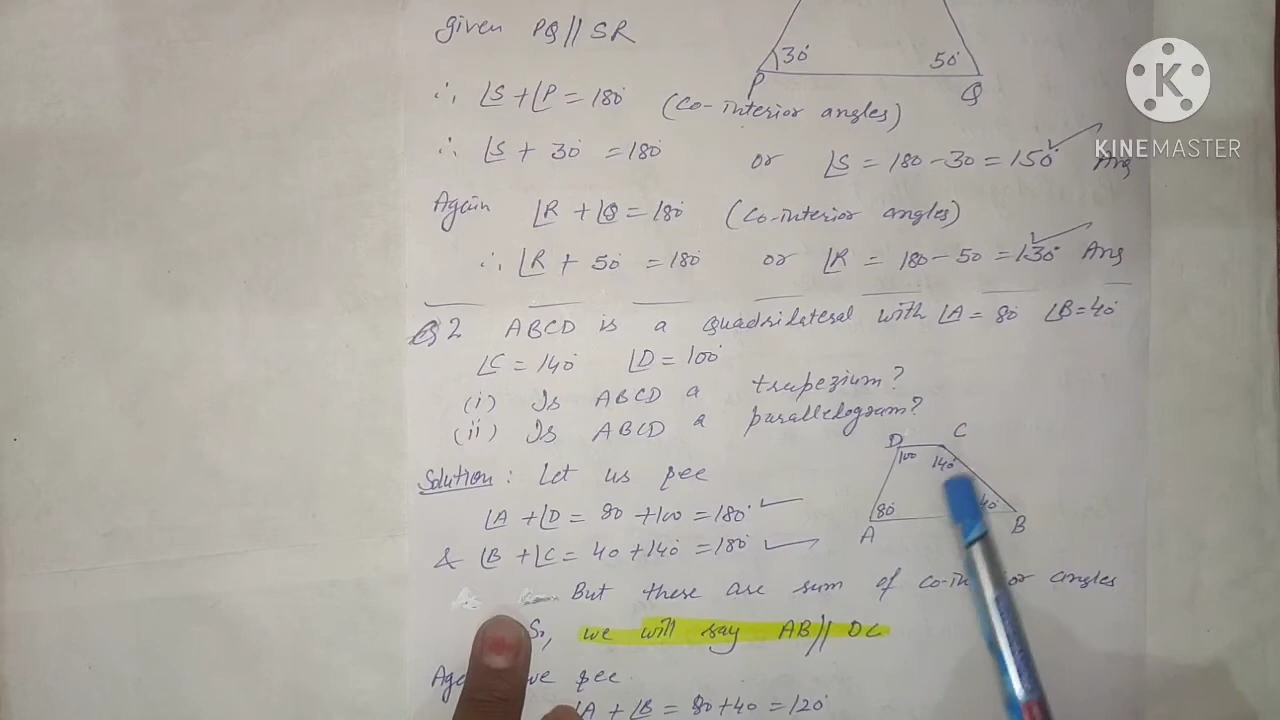 given PQ // SR
30° 50°
P Q
∴ ∠S + ∠P = 180° (Co-interior angles)
∴ ∠S + 30° = 180° or ∠S = 180 - 30 = 150° Ans
Again ∠R + ∠Q = 180° (Co-interior angles)
∴ ∠R + 50° = 180° or ∠R = 180 - 50 = 130° Ans
K
KINEMASTER
Q2 ABCD is a quadrilateral with ∠A = 80° ∠B = 40°
∠C = 140° ∠D = 100°
(i) Is ABCD a trapezium?
(ii) Is ABCD a parallelogram?
D C
100 140°
80° 40°
A B
Solution: Let us see
∠A + ∠D = 80 + 100 = 180°
& ∠B + ∠C = 40 + 140° = 180°
But these are sum of angles
So, we will say AB // DC
we see
∠A + ∠B = 80 + 40 = 120°